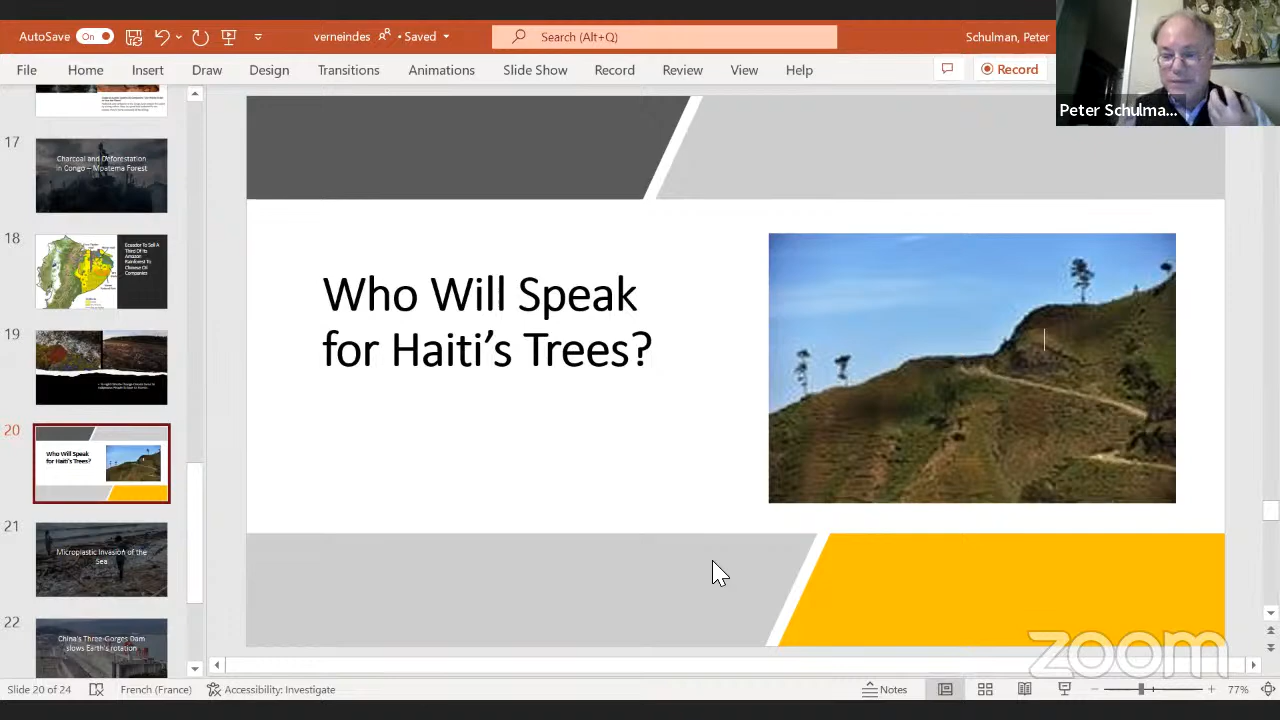 AutoSave On verneindes • Saved Search (Alt+Q) Schulman, Peter
File Home Insert Draw Design Transitions Animations Slide Show Record Review View Help Record
Peter Schulma...
17
Charcoal and Deforestation
in Congo – Mpatema Forest
18
Ecuador To Sell A
Third Of Its
Amazon
Rainforest To
Chinese Oil
Companies
19
20
Who Will Speak
for Haiti's Trees?
21
Microplastic Invasion of the
Sea
22
China's Three-Gorges Dam
slows Earth's rotation
Who Will Speak
for Haiti’s Trees?
zoom
Slide 20 of 24 French (France) Accessibility: Investigate Notes 77%